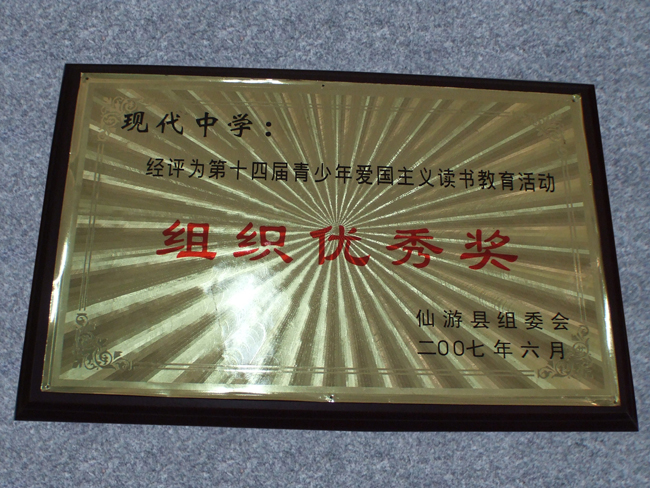 现代中学：
经评为第十四届青少年爱国主义读书教育活动
组织优秀奖
仙游县组委会
二00七年六月